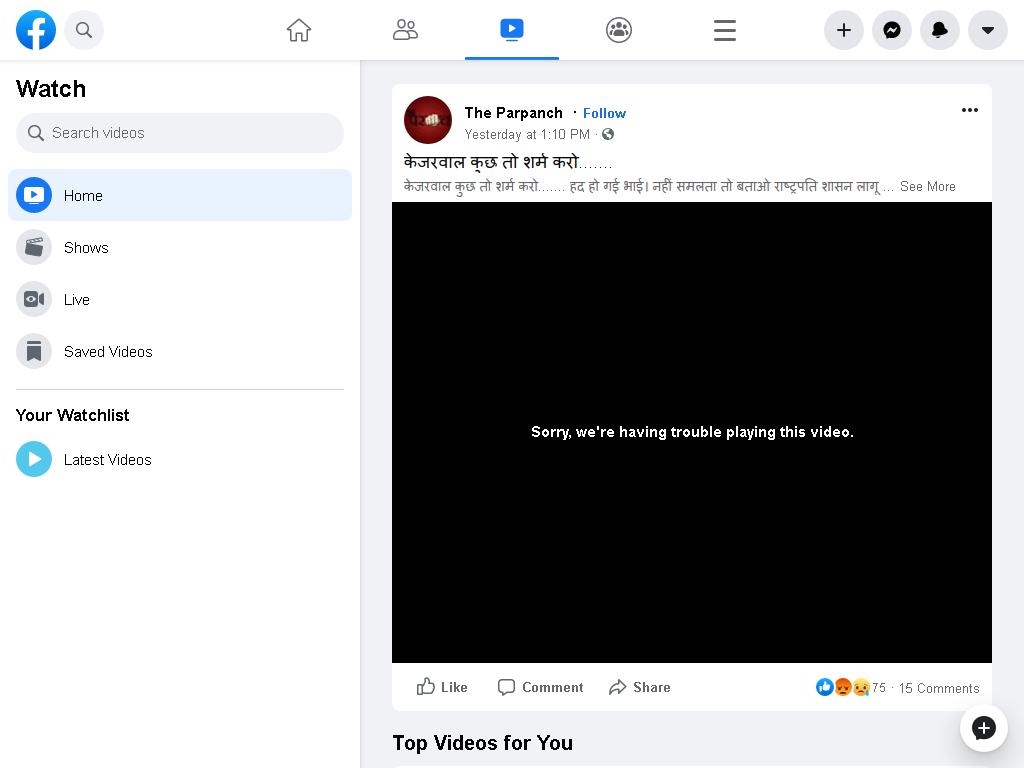 Watch
Search videos
Home
Shows
Live
Saved Videos
Your Watchlist
Latest Videos
The Parpanch · Follow
Yesterday at 1:10 PM ·
केजरवाल कुछ तो शर्म करो.......
केजरवाल कुछ तो शर्म करो....... हद हो गई भाई। नहीं समलता तो बताओ राष्ट्रपति शासन लागू ... See More
Sorry, we're having trouble playing this video.
Like Comment Share 75 · 15 Comments
Top Videos for You